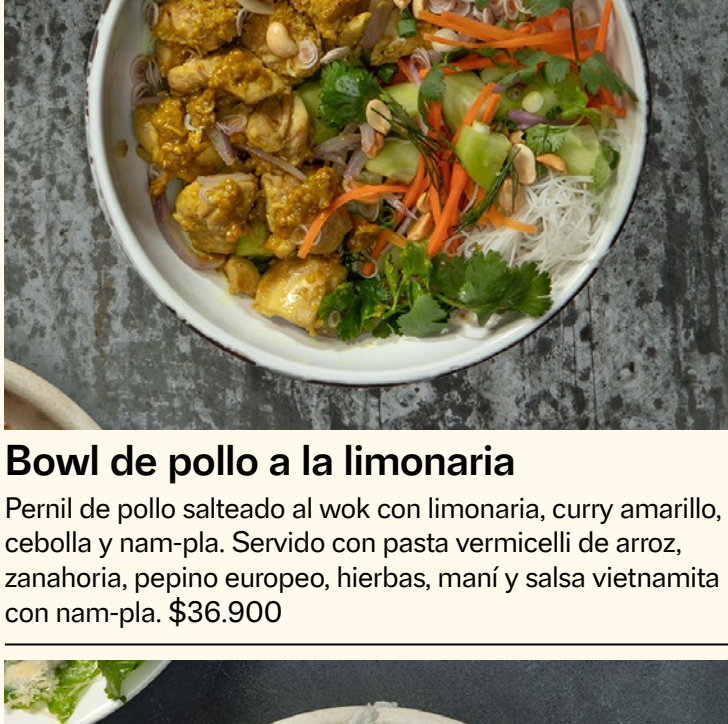 Bowl de pollo a la limonaria
Pernil de pollo salteado al wok con limonaria, curry amarillo,
cebolla y nam-pla. Servido con pasta vermicelli de arroz,
zanahoria, pepino europeo, hierbas, maní y salsa vietnamita
con nam-pla. $36.900